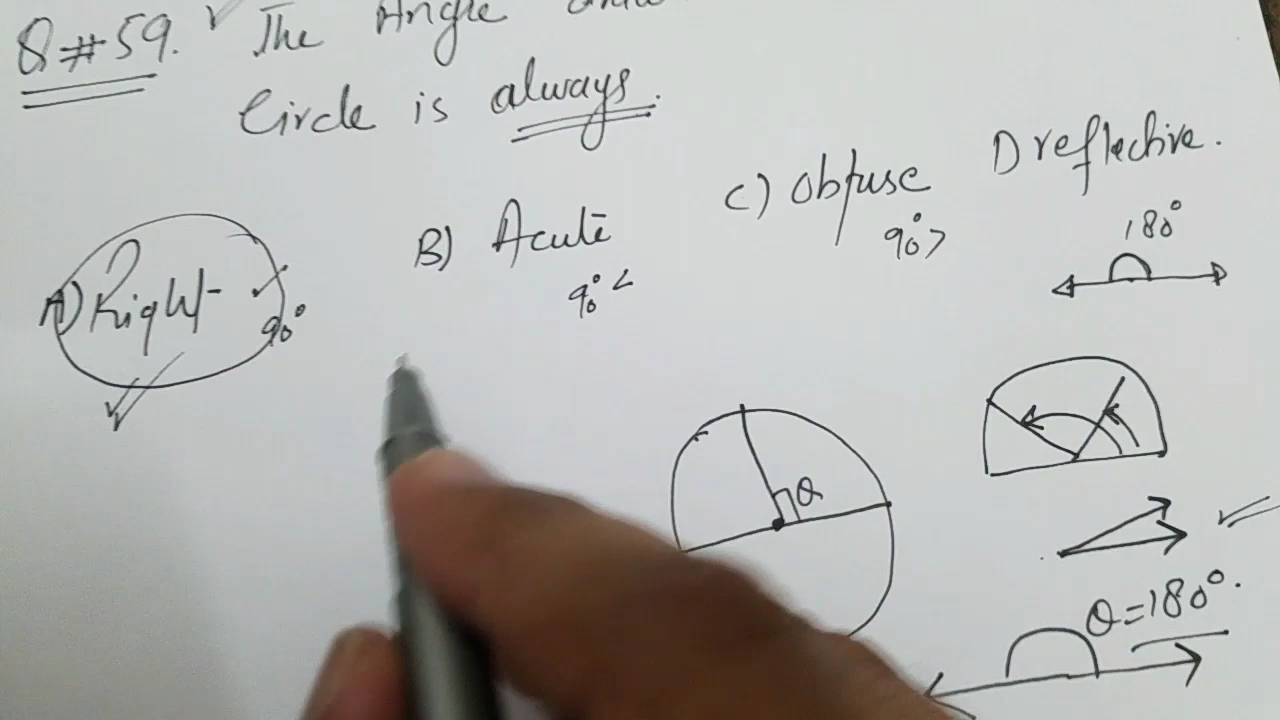 Q#59. The Angle
Circle is always.
A) Right 90°
B) Acute 90° <
C) Obtuse 90° >
D reflective. 180°
θ
θ=180°.